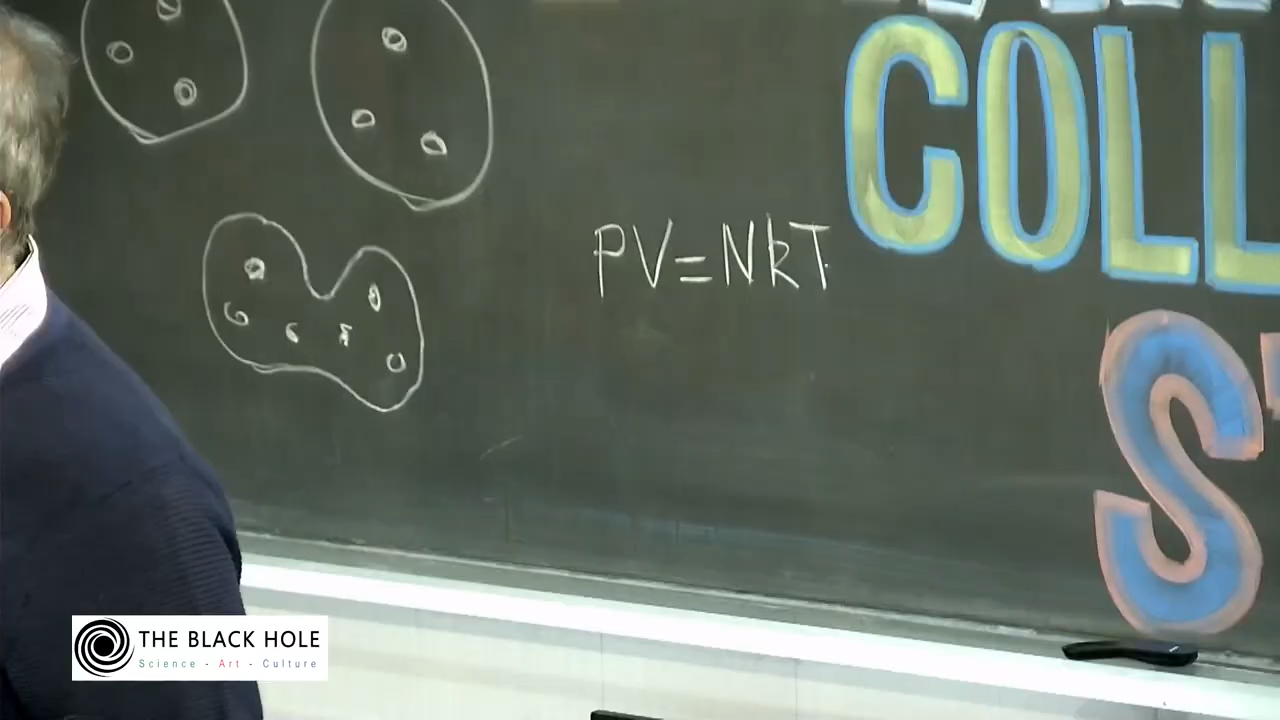 COLL
PV=NkT
S
THE BLACK HOLE
Science - Art - Culture